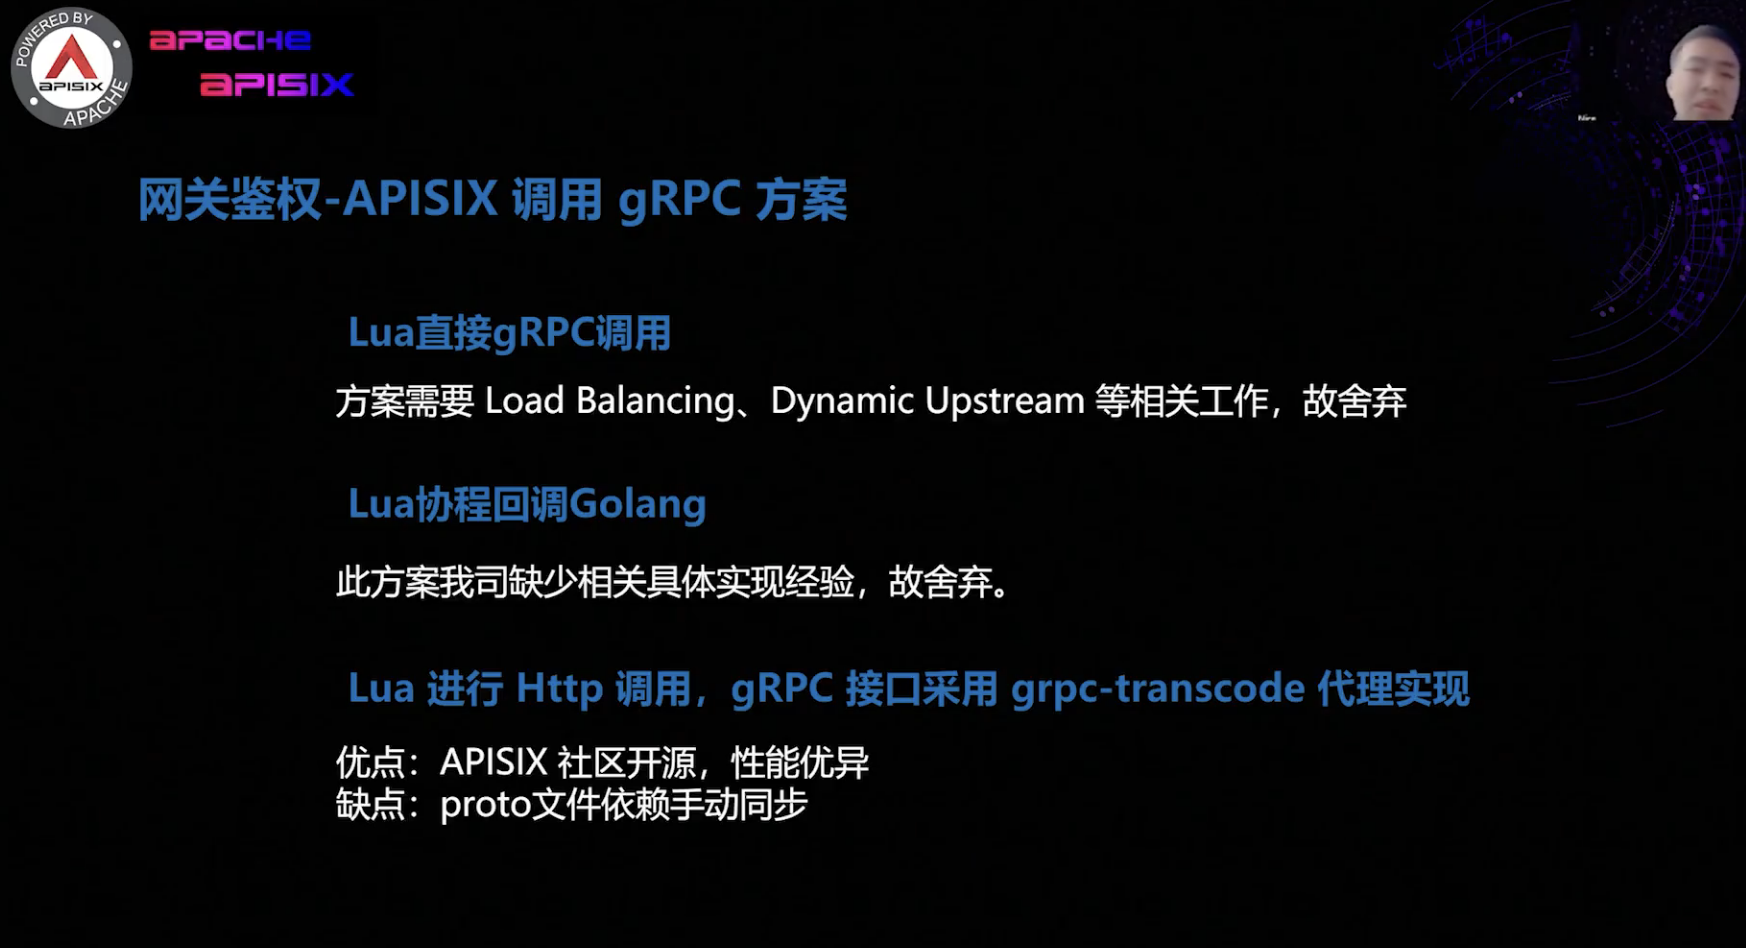 POWERED BY
APISIX
APACHE
APACHE
APISIX
网关鉴权-APISIX 调用 gRPC 方案
Lua直接gRPC调用
方案需要 Load Balancing、Dynamic Upstream 等相关工作，故舍弃
Lua协程回调Golang
此方案我司缺少相关具体实现经验，故舍弃。
Lua 进行 Http 调用，gRPC 接口采用 grpc-transcode 代理实现
优点：APISIX 社区开源，性能优异
缺点：proto文件依赖手动同步